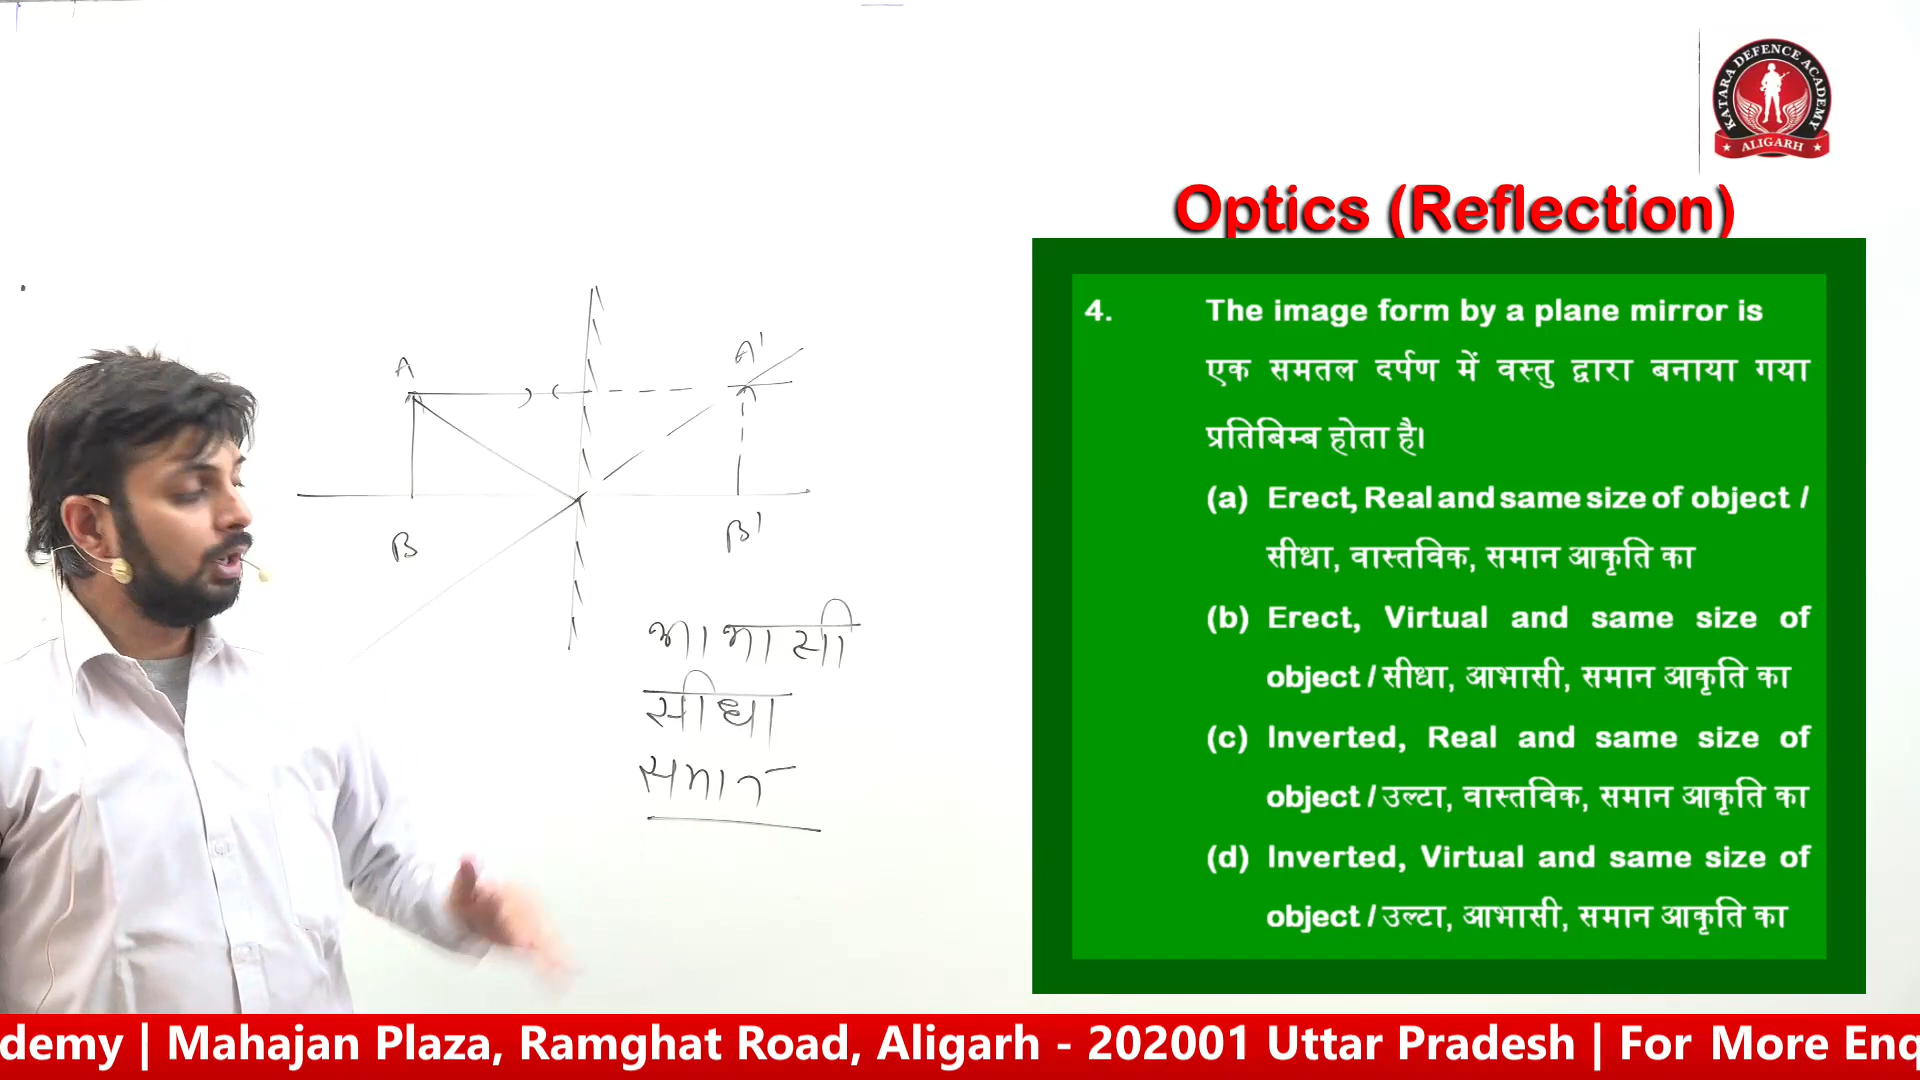 KATARA DEFENCE ACADEMY
ALIGARH
Optics (Reflection)
4. The image form by a plane mirror is
एक समतल दर्पण में वस्तु द्वारा बनाया गया
प्रतिबिम्ब होता है।
(a) Erect, Real and same size of object /
सीधा, वास्तविक, समान आकृति का
(b) Erect, Virtual and same size of
object / सीधा, आभासी, समान आकृति का
(c) Inverted, Real and same size of
object / उल्टा, वास्तविक, समान आकृति का
(d) Inverted, Virtual and same size of
object / उल्टा, आभासी, समान आकृति का
A
A'
B
B'
आभासी
सीधा
समान
demy | Mahajan Plaza, Ramghat Road, Aligarh - 202001 Uttar Pradesh | For More Enq